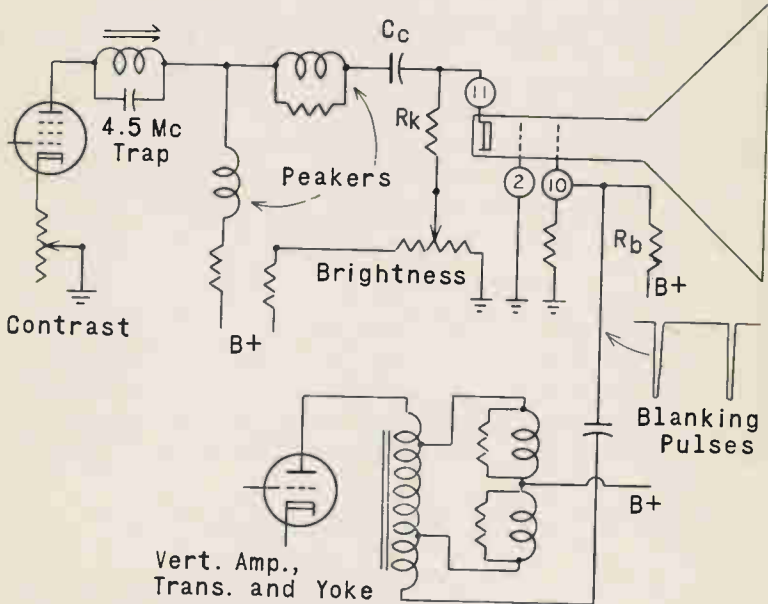 Cc
11
4.5 Mc
Trap
Rk
Peakers
2
10
Rb
B+
Brightness
Contrast
B+
Blanking
Pulses
B+
Vert. Amp.,
Trans. and Yoke